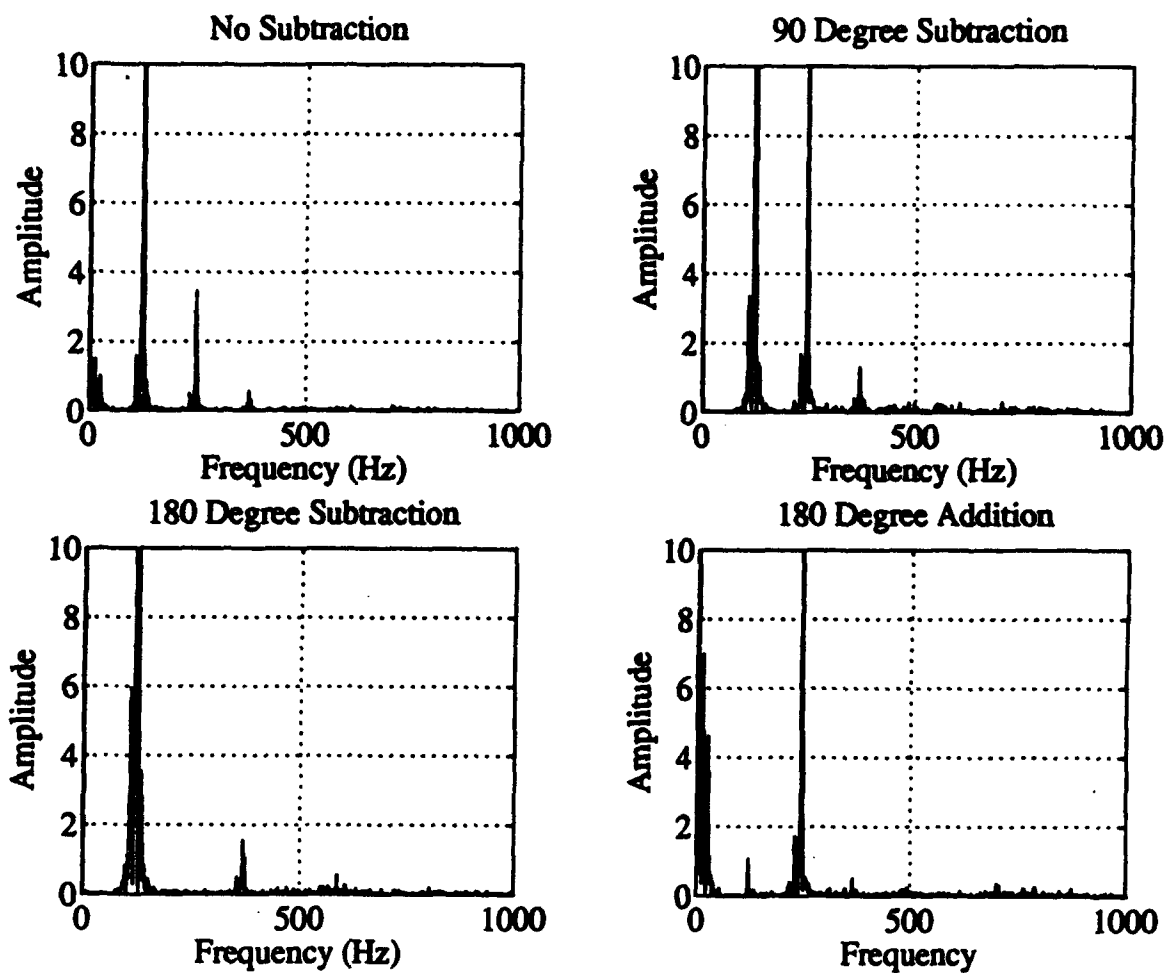 No Subtraction
10
8
6
4
2
0
Amplitude
0 500 1000
Frequency (Hz)
90 Degree Subtraction
10
8
6
4
2
0
Amplitude
0 500 1000
Frequency (Hz)
180 Degree Subtraction
10
8
6
4
2
0
Amplitude
0 500 1000
Frequency (Hz)
180 Degree Addition
10
8
6
4
2
0
Amplitude
0 500 1000
Frequency